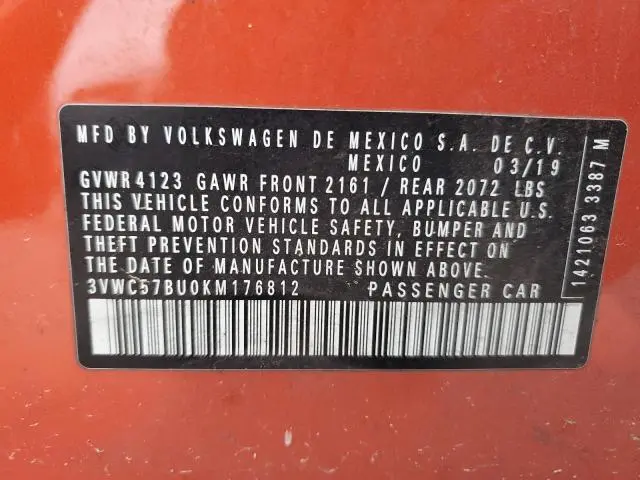 MFD BY VOLKSWAGEN DE MEXICO S.A. DE C.V.
MEXICO 03/19
GVWR 4123 GAWR FRONT 2161 / REAR 2072 LBS
THIS VEHICLE CONFORMS TO ALL APPLICABLE U.S.
FEDERAL MOTOR VEHICLE SAFETY, BUMPER AND
THEFT PREVENTION STANDARDS IN EFFECT ON
THE DATE OF MANUFACTURE SHOWN ABOVE.
3VWC57BU0KM176812 PASSENGER CAR
1421063 3387 M